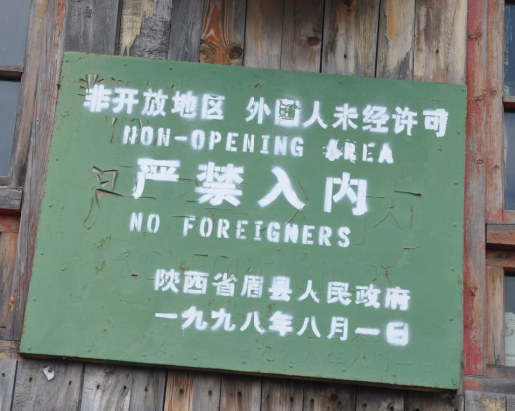 非开放地区 外国人未经许可
NON-OPENING AREA
严禁入内
NO FOREIGNERS
陕西省眉县人民政府
一九九八年八月一日